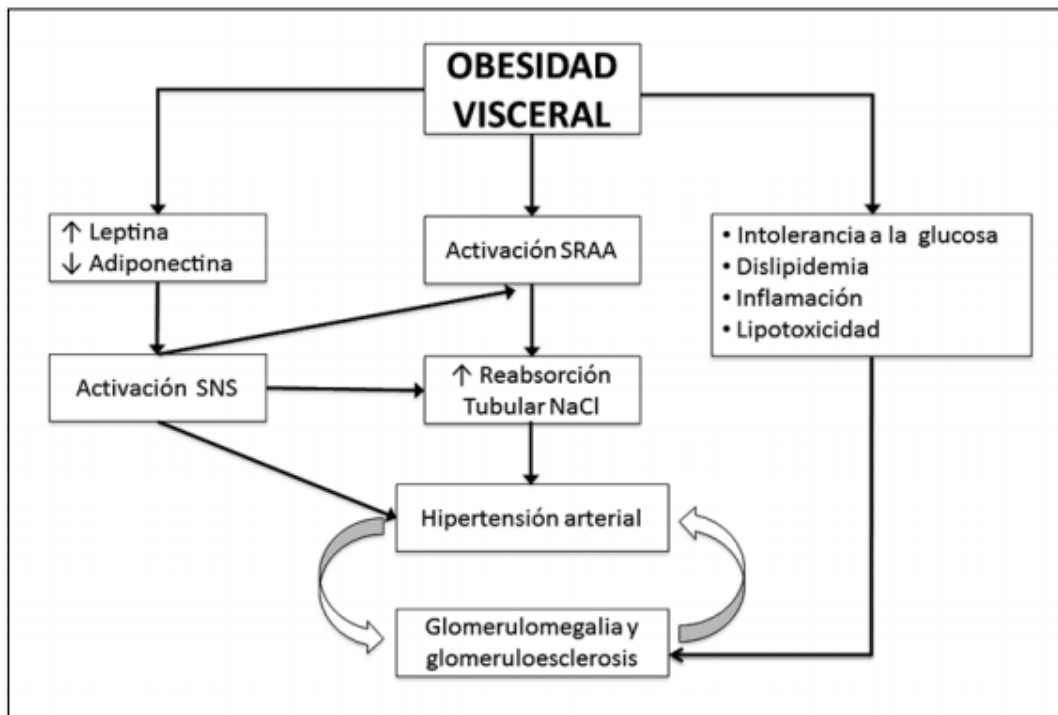 OBESIDAD
VISCERAL
↑ Leptina
↓ Adiponectina
Activación SRAA
• Intolerancia a la glucosa
• Dislipidemia
• Inflamación
• Lipotoxicidad
Activación SNS
↑ Reabsorción
Tubular NaCl
Hipertensión arterial
Glomerulomegalia y
glomeruloesclerosis